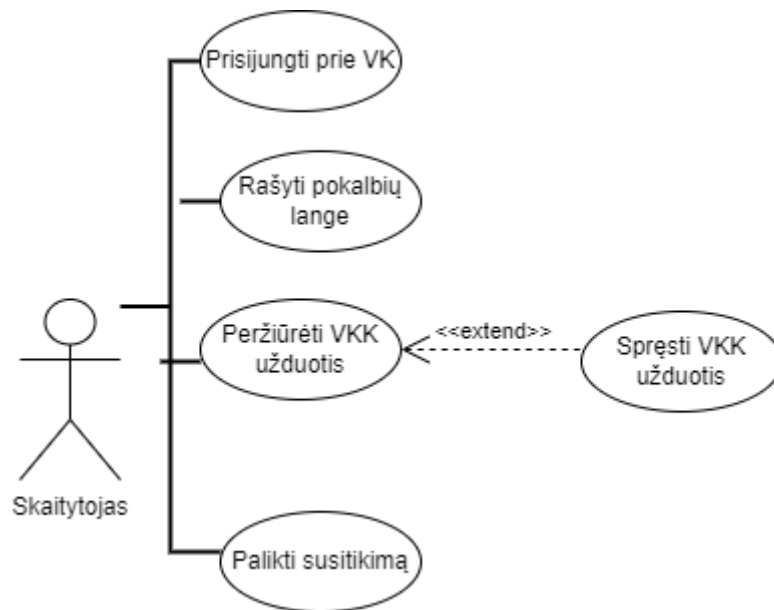 Prisijungti prie VK
Rašyti pokalbių
lange
Peržiūrėti VKK
užduotis
<<extend>>
Spręsti VKK
užduotis
Skaitytojas
Palikti susitikimą